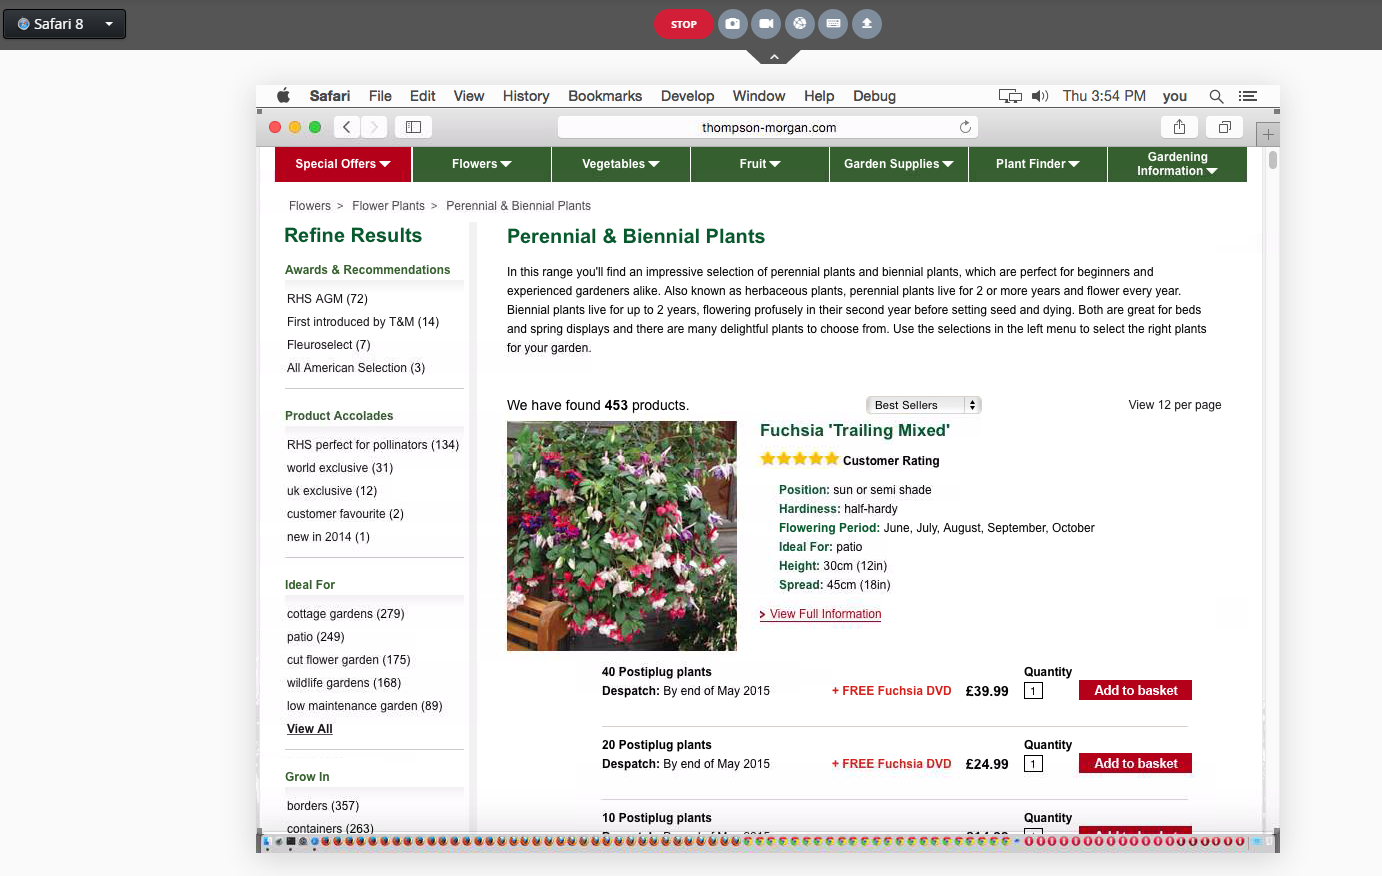 Safari 8
STOP
Safari File Edit View History Bookmarks Develop Window Help Debug
Thu 3:54 PM you
thompson-morgan.com
Special Offers
Flowers
Vegetables
Fruit
Garden Supplies
Plant Finder
Gardening
Information
Flowers > Flower Plants > Perennial & Biennial Plants
Refine Results
Awards & Recommendations
RHS AGM (72)
First introduced by T&M (14)
Fleuroselect (7)
All American Selection (3)
Product Accolades
RHS perfect for pollinators (134)
world exclusive (31)
uk exclusive (12)
customer favourite (2)
new in 2014 (1)
Ideal For
cottage gardens (279)
patio (249)
cut flower garden (175)
wildlife gardens (168)
low maintenance garden (89)
View All
Grow In
borders (357)
containers (263)
Perennial & Biennial Plants
In this range you'll find an impressive selection of perennial plants and biennial plants, which are perfect for beginners and
experienced gardeners alike. Also known as herbaceous plants, perennial plants live for 2 or more years and flower every year.
Biennial plants live for up to 2 years, flowering profusely in their second year before setting seed and dying. Both are great for beds
and spring displays and there are many delightful plants to choose from. Use the selections in the left menu to select the right plants
for your garden.
We have found 453 products.
Best Sellers
View 12 per page
Fuchsia 'Trailing Mixed'
Customer Rating
Position: sun or semi shade
Hardiness: half-hardy
Flowering Period: June, July, August, September, October
Ideal For: patio
Height: 30cm (12in)
Spread: 45cm (18in)
> View Full Information
40 Postiplug plants
Quantity
Despatch: By end of May 2015
+ FREE Fuchsia DVD £39.99 1 Add to basket
20 Postiplug plants
Quantity
Despatch: By end of May 2015
+ FREE Fuchsia DVD £24.99 1 Add to basket
10 Postiplug plants
Quantity